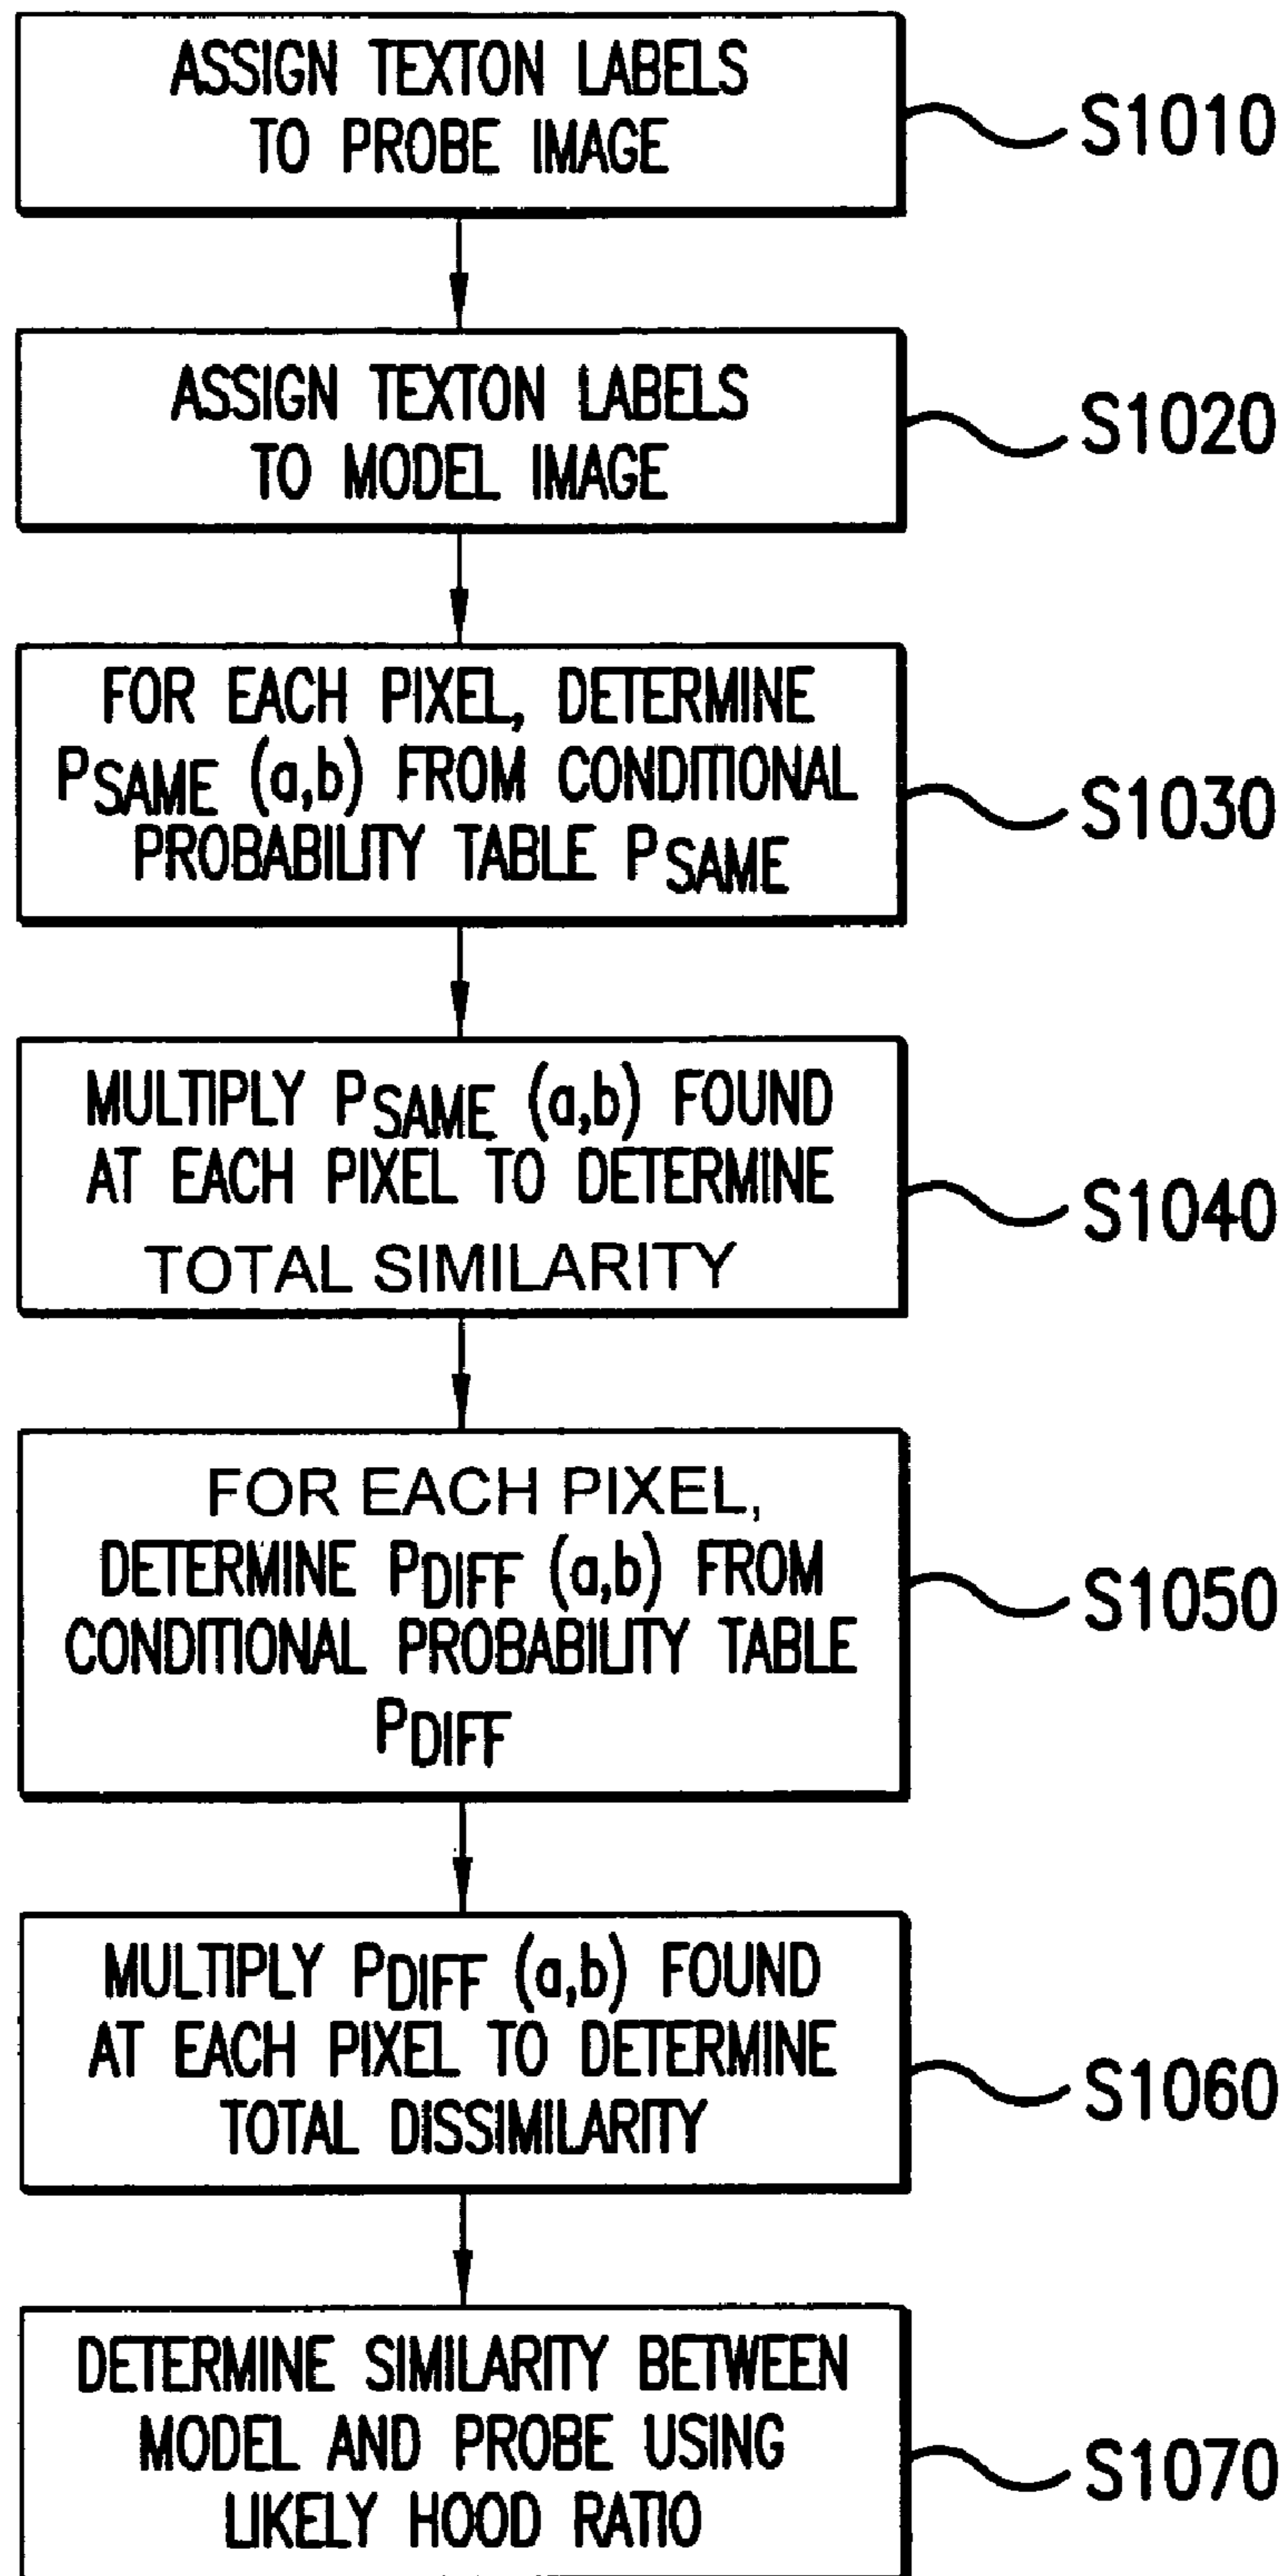 ASSIGN TEXTON LABELS
TO PROBE IMAGE
S1010
ASSIGN TEXTON LABELS
TO MODEL IMAGE
S1020
FOR EACH PIXEL, DETERMINE
PSAME (a,b) FROM CONDITIONAL
PROBABILITY TABLE PSAME
S1030
MULTIPLY PSAME (a,b) FOUND
AT EACH PIXEL TO DETERMINE
TOTAL SIMILARITY
S1040
FOR EACH PIXEL,
DETERMINE PDIFF (a,b) FROM
CONDITIONAL PROBABILITY TABLE
PDIFF
S1050
MULTIPLY PDIFF (a,b) FOUND
AT EACH PIXEL TO DETERMINE
TOTAL DISSIMILARITY
S1060
DETERMINE SIMILARITY BETWEEN
MODEL AND PROBE USING
LIKELY HOOD RATIO
S1070